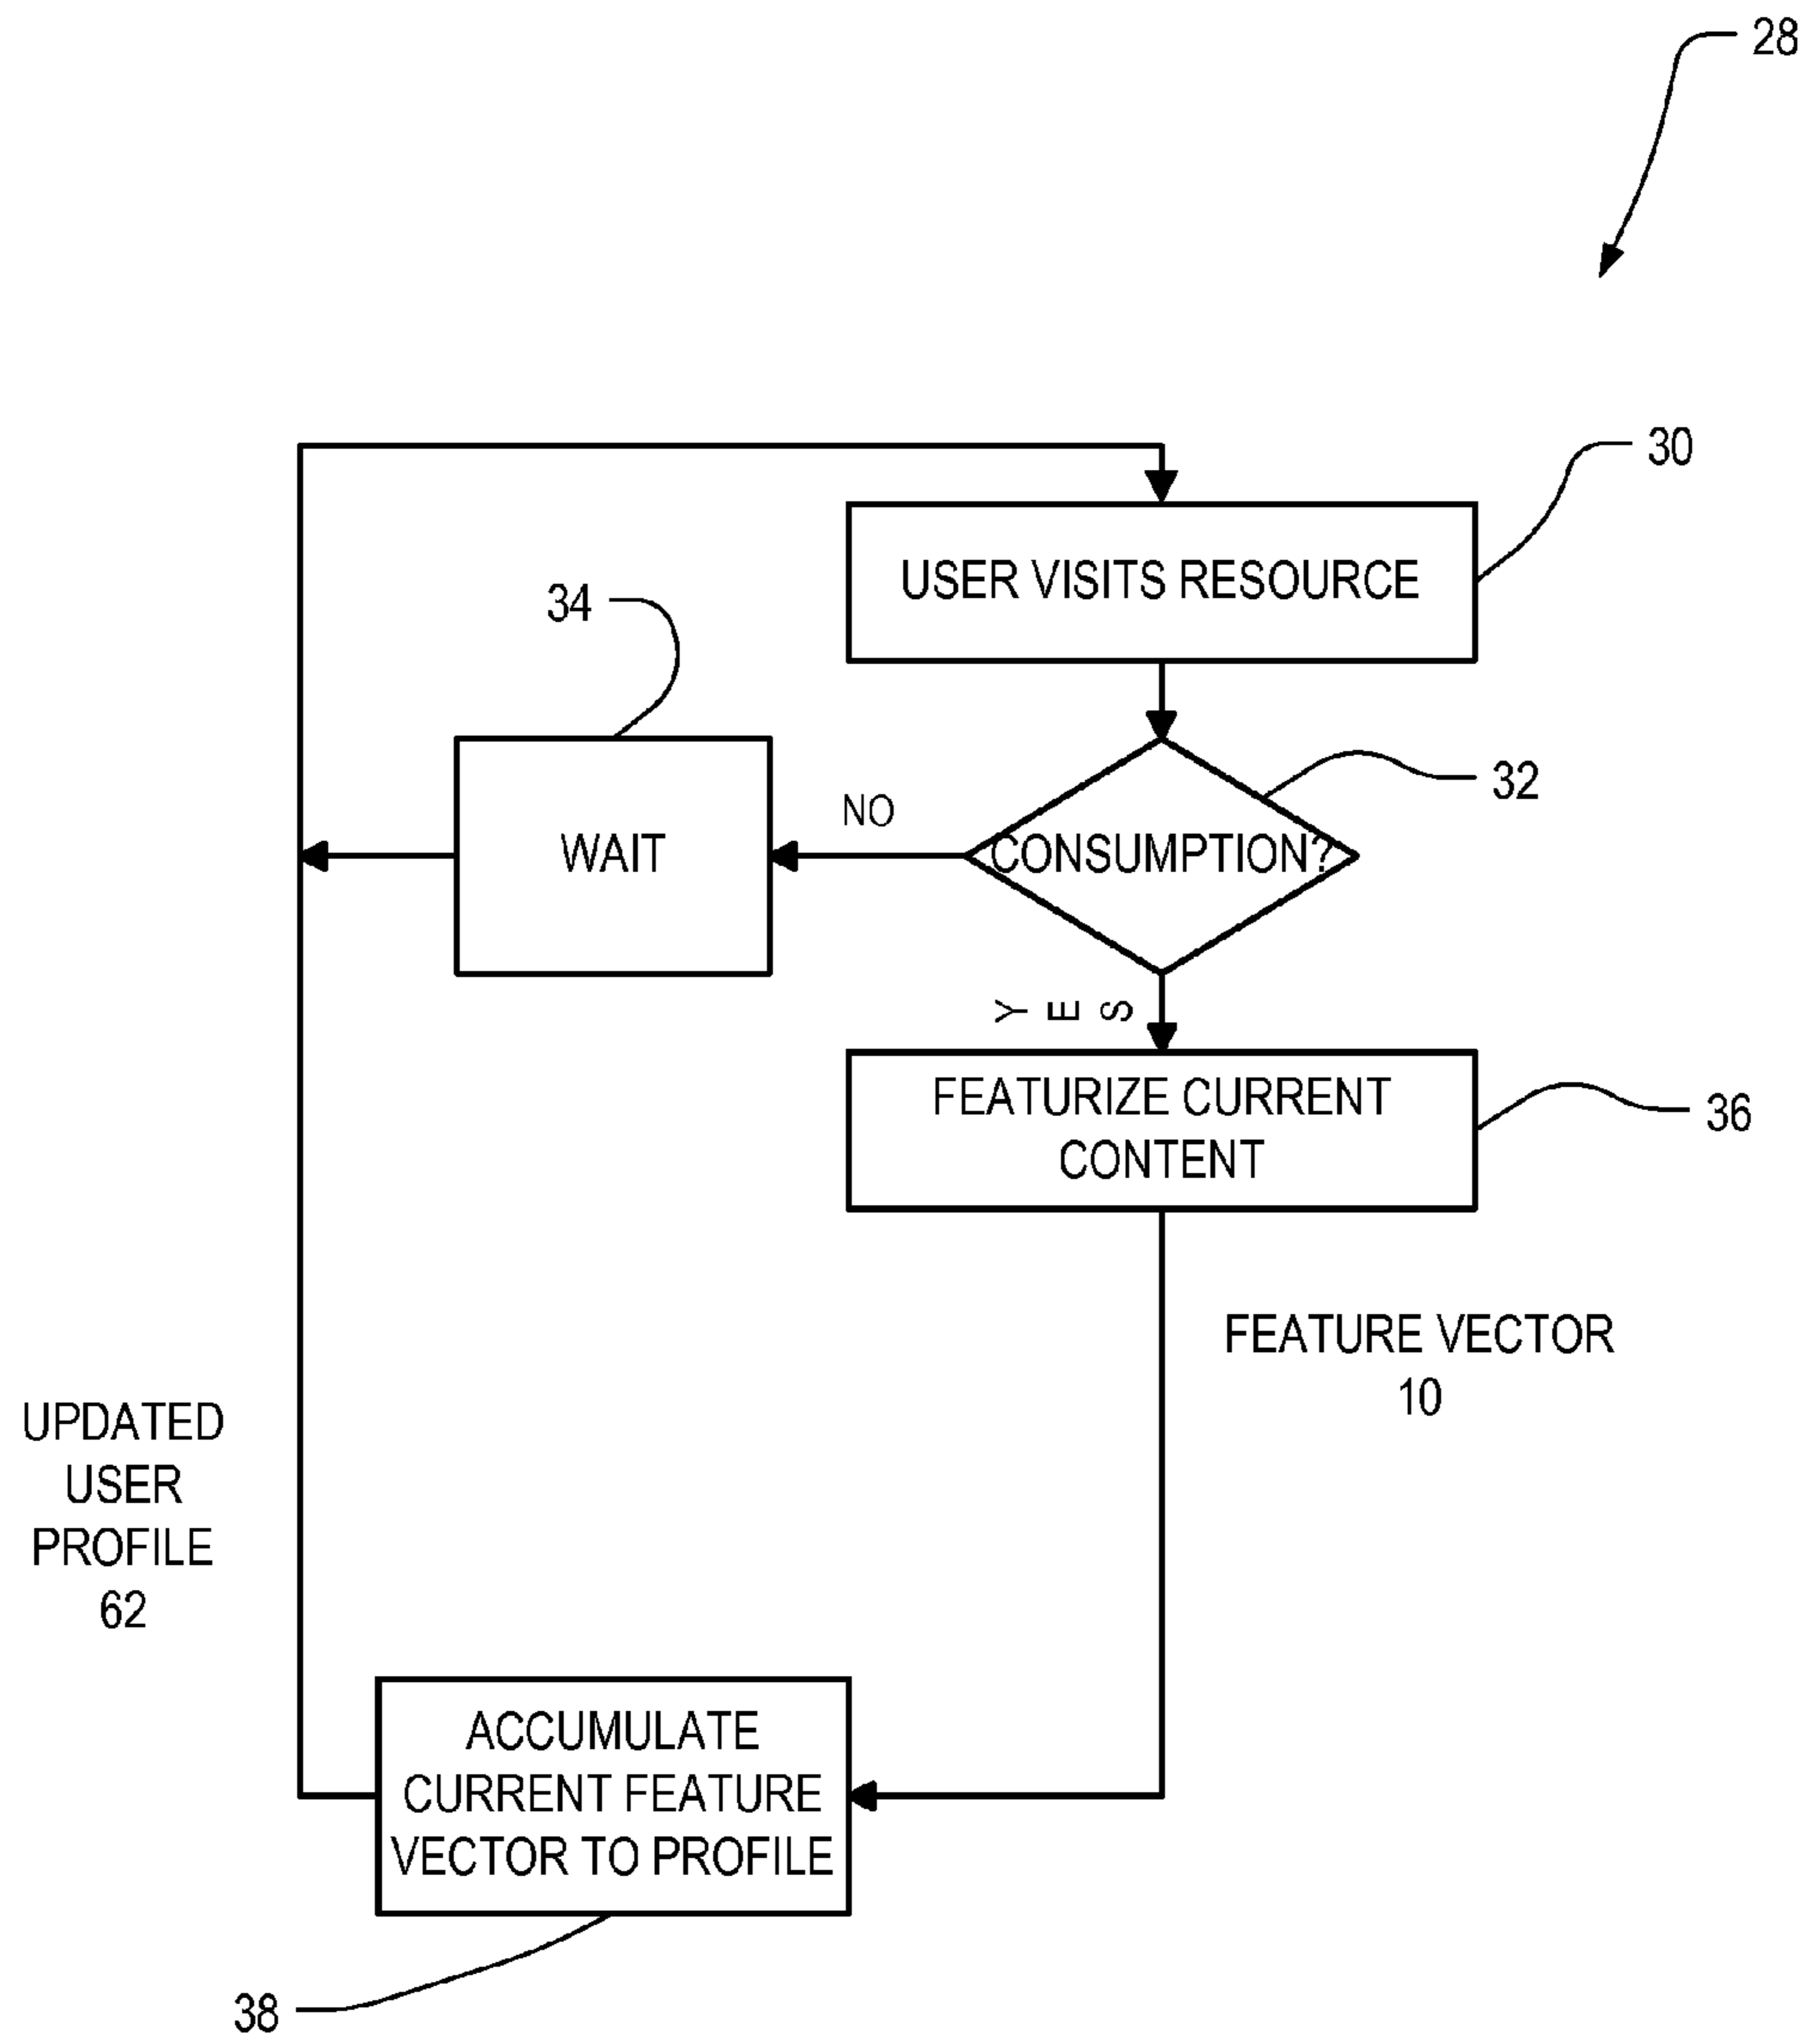 28
30
USER VISITS RESOURCE
34
32
NO
CONSUMPTION?
WAIT
YES
FEATURIZE CURRENT
CONTENT
36
FEATURE VECTOR
10
UPDATED
USER
PROFILE
62
ACCUMULATE
CURRENT FEATURE
VECTOR TO PROFILE
38